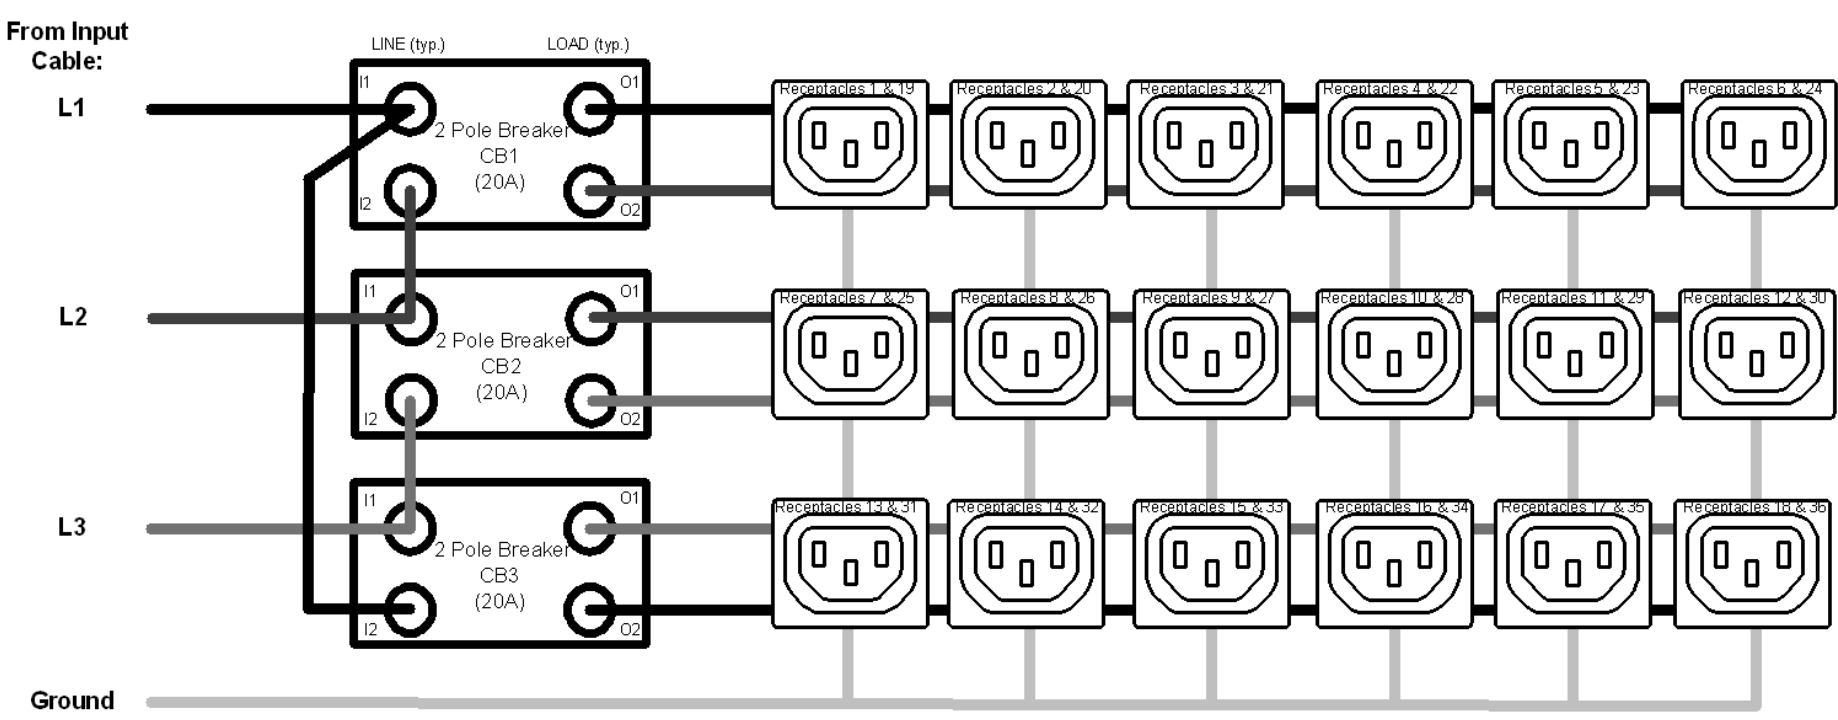 From Input
Cable:
LINE (typ.)
LOAD (typ.)
L1
I1
O1
2 Pole Breaker
CB1
(20A)
I2
O2
Receptacles 1 & 19
Receptacles 2 & 20
Receptacles 3 & 21
Receptacles 4 & 22
Receptacles 5 & 23
Receptacles 6 & 24
L2
I1
O1
2 Pole Breaker
CB2
(20A)
I2
O2
Receptacles 7 & 25
Receptacles 8 & 26
Receptacles 9 & 27
Receptacles 10 & 28
Receptacles 11 & 29
Receptacles 12 & 30
L3
I1
O1
2 Pole Breaker
CB3
(20A)
I2
O2
Receptacles 13 & 31
Receptacles 14 & 32
Receptacles 15 & 33
Receptacles 16 & 34
Receptacles 17 & 35
Receptacles 18 & 36
Ground